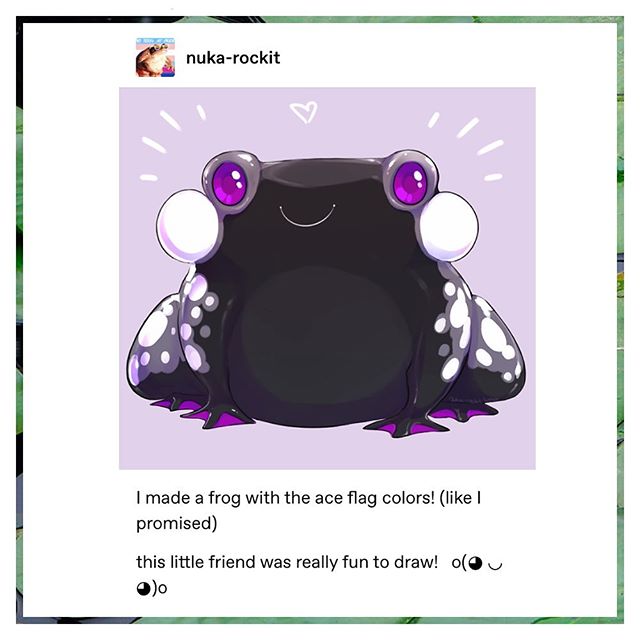 nuka-rockit
I made a frog with the ace flag colors! (like I
promised)
this little friend was really fun to draw! o(◕ ◡
◕)o